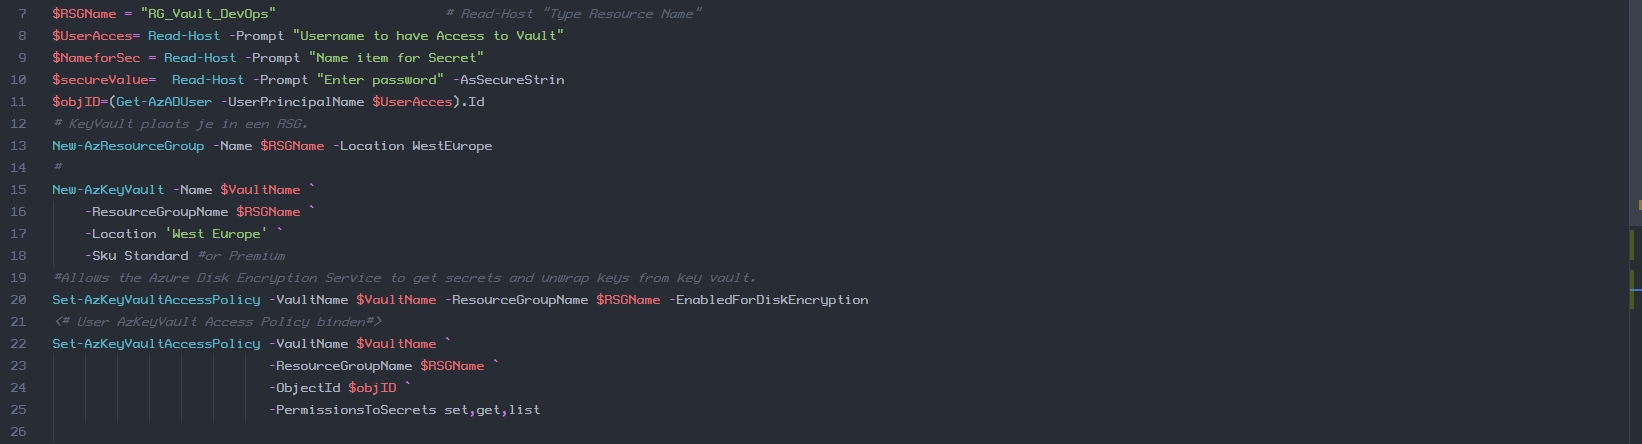 7 $RSGName = "RG_Vault_DevOps" # Read-Host "Type Resource Name"
8 $UserAcces= Read-Host -Prompt "Username to have Access to Vault"
9 $NameforSec = Read-Host -Prompt "Name item for Secret"
10 $secureValue= Read-Host -Prompt "Enter password" -AsSecureStrin
11 $objID=(Get-AzADUser -UserPrincipalName $UserAcces).Id
12 # KeyVault plaats je in een RSG.
13 New-AzResourceGroup -Name $RSGName -Location WestEurope
14 #
15 New-AzKeyVault -Name $VaultName `
16 -ResourceGroupName $RSGName `
17 -Location 'West Europe' `
18 -Sku Standard #or Premium
19 #Allows the Azure Disk Encryption Service to get secrets and unwrap keys from key vault.
20 Set-AzKeyVaultAccessPolicy -VaultName $VaultName -ResourceGroupName $RSGName -EnabledForDiskEncryption
21 <# User AzKeyVault Access Policy binden#>
22 Set-AzKeyVaultAccessPolicy -VaultName $VaultName `
23 -ResourceGroupName $RSGName `
24 -ObjectId $objID `
25 -PermissionsToSecrets set,get,list
26